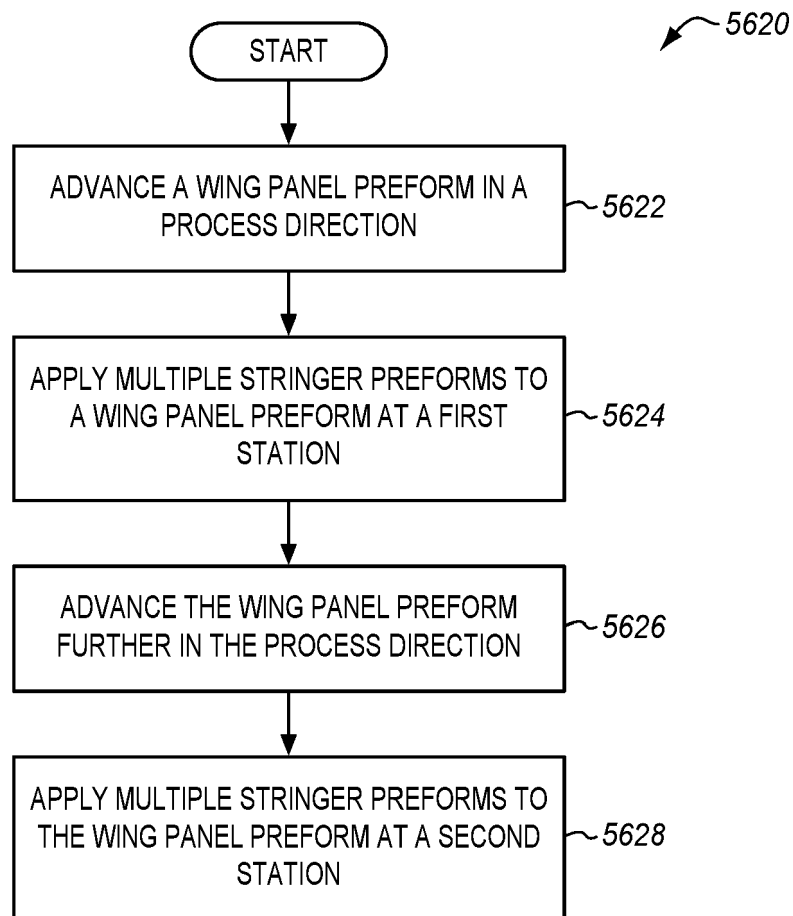 5620
START
ADVANCE A WING PANEL PREFORM IN A
PROCESS DIRECTION
5622
APPLY MULTIPLE STRINGER PREFORMS TO
A WING PANEL PREFORM AT A FIRST
STATION
5624
ADVANCE THE WING PANEL PREFORM
FURTHER IN THE PROCESS DIRECTION
5626
APPLY MULTIPLE STRINGER PREFORMS TO
THE WING PANEL PREFORM AT A SECOND
STATION
5628